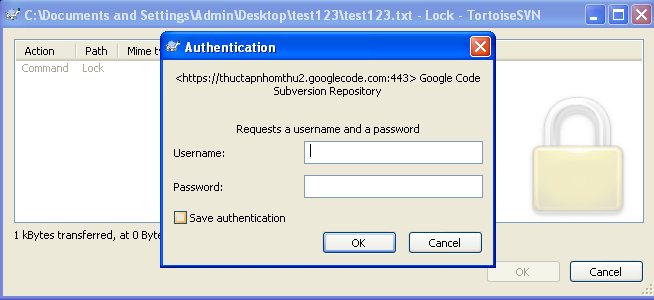 C:\Documents and Settings\Admin\Desktop\test123\test123.txt - Lock - TortoiseSVN
Action Path Mime ty
Command Lock
Authentication
<https://thuctapnhomthu2.googlecode.com:443> Google Code
Subversion Repository
Requests a username and a password
Username:
Password:
Save authentication
OK Cancel
1 kBytes transferred, at 0 Byte
OK Cancel